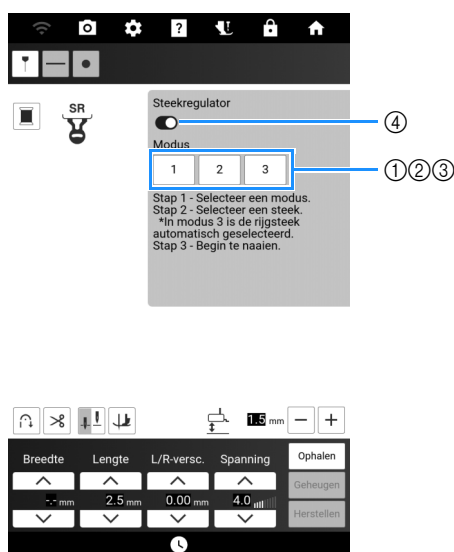 ?
SR
Steekregulator
④
Modus
1 2 3
①②③
Stap 1 - Selecteer een modus.
Stap 2 - Selecteer een steek.
*In modus 3 is de rijgsteek
automatisch geselecteerd.
Stap 3 - Begin te naaien.
1.5 mm − +
Breedte Lengte L/R-versc. Spanning Ophalen
Geheugen
-.- mm 2.5 mm 0.00 mm 4.0
Herstellen